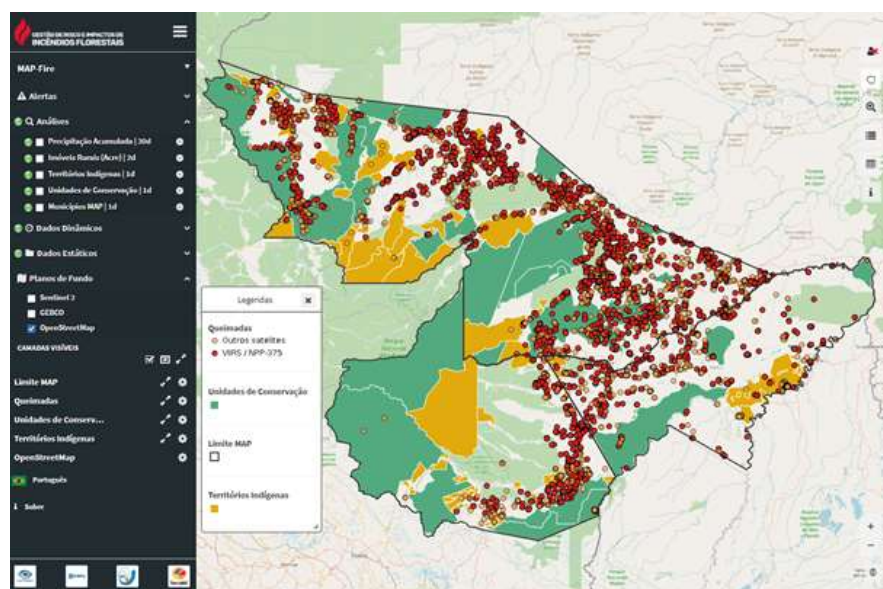 GESTÃO DE RISCO E IMPACTOS DE
INCÊNDIOS FLORESTAIS
MAP-Fire
Alertas
Análises
Precipitação Acumulada | 30d
Imóveis Rurais (Acre) | 2d
Territórios Indígenas | 1d
Unidades de Conservação | 1d
Municípios MAP | 1d
Dados Dinâmicos
Dados Estáticos
Planos de Fundo
Sentinel 2
GEBCO
OpenStreetMap
CAMADAS VISÍVEIS
Limite MAP
Queimadas
Unidades de Conserv...
Territórios Indígenas
OpenStreetMap
Português
Sobre
Legendas
Queimadas
Outros satélites
VIIRS / NPP-375
Unidades de Conservação
Limite MAP
Territórios Indígenas